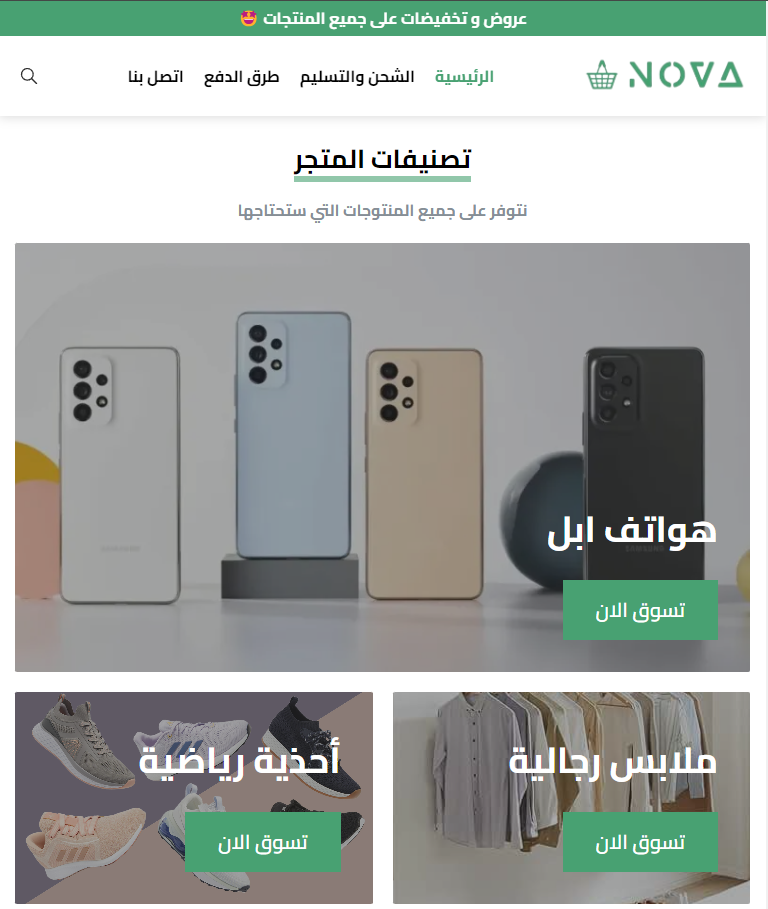 عروض و تخفيضات على جميع المنتجات 🤩
NOVA
الرئيسية
الشحن والتسليم
طرق الدفع
اتصل بنا
تصنيفات المتجر
نتوفر على جميع المنتوجات التي ستحتاجها
هواتف ابل
تسوق الان
ملابس رجالية
تسوق الان
أحذية رياضية
تسوق الان